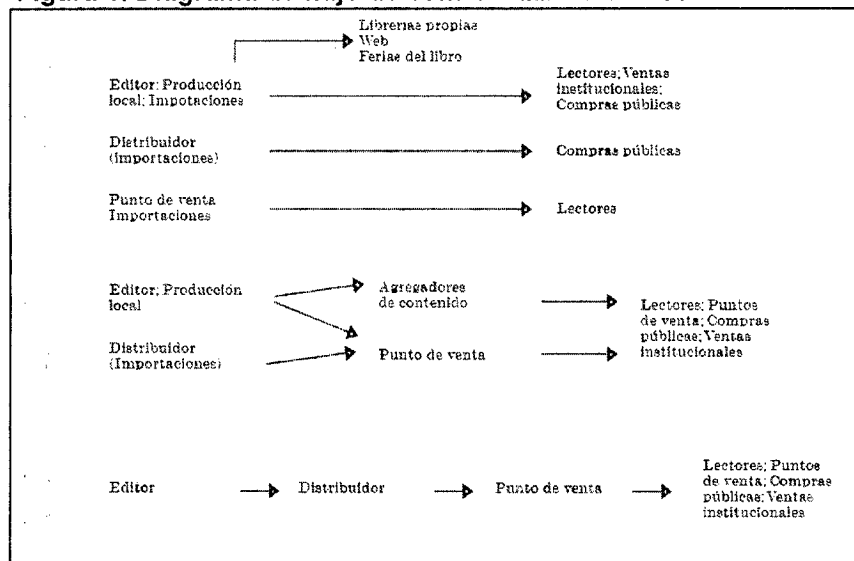 Librerías propias
Web
Ferias del libro
Editor; Producción
local; Impotaciones
Lectores; Ventas
institucionales;
Compras públicas
Distribuidor
(importaciones)
Compras públicas
Punto de venta
Importaciones
Lectores
Editor; Producción
local
Agregadores
de contenido
Lectores; Puntos
de venta; Compras
públicas; Ventas
institucionales
Distribuidor
(Importaciones)
Punto de venta
Editor
Distribuidor
Punto de venta
Lectores; Puntos
de venta; Compras
públicas; Ventas
institucionales